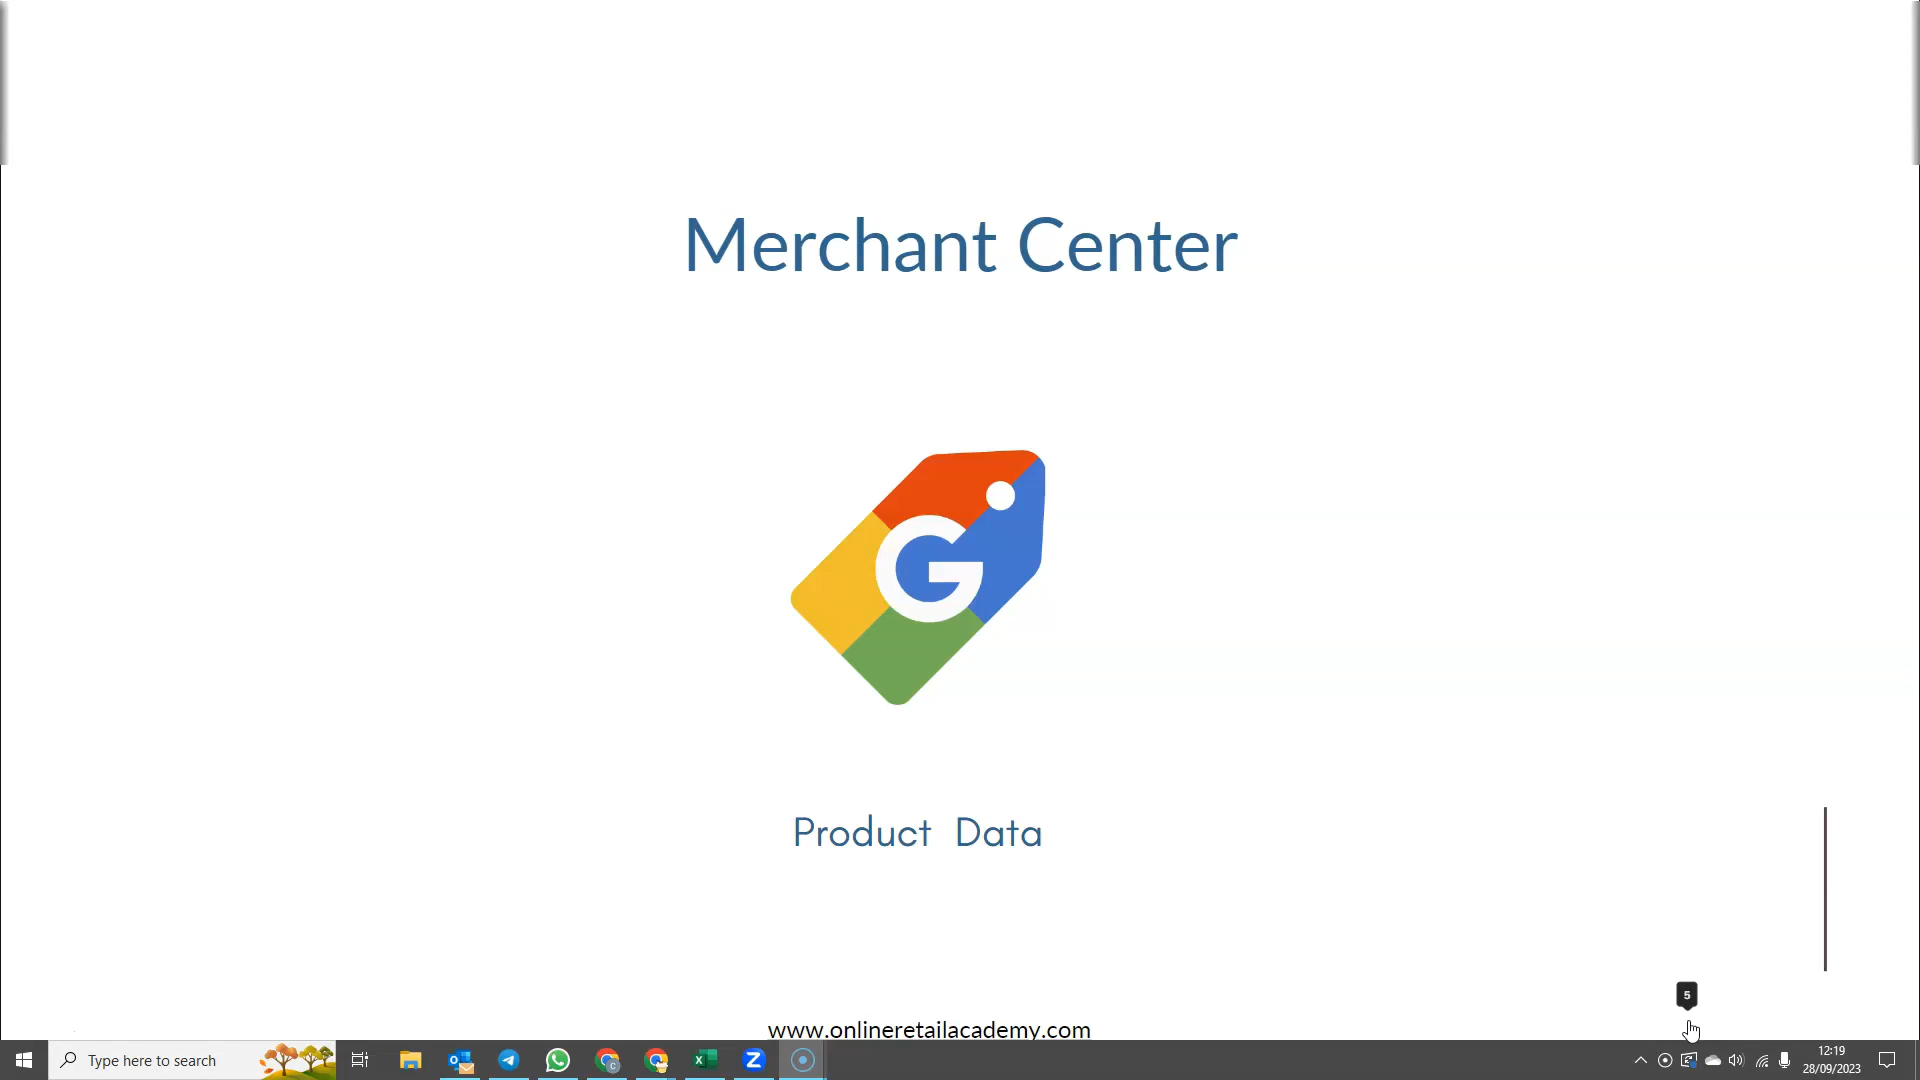 Merchant Center
G
Product Data
5
www.onlineretailacademy.com
Type here to search
12:19
28/09/2023